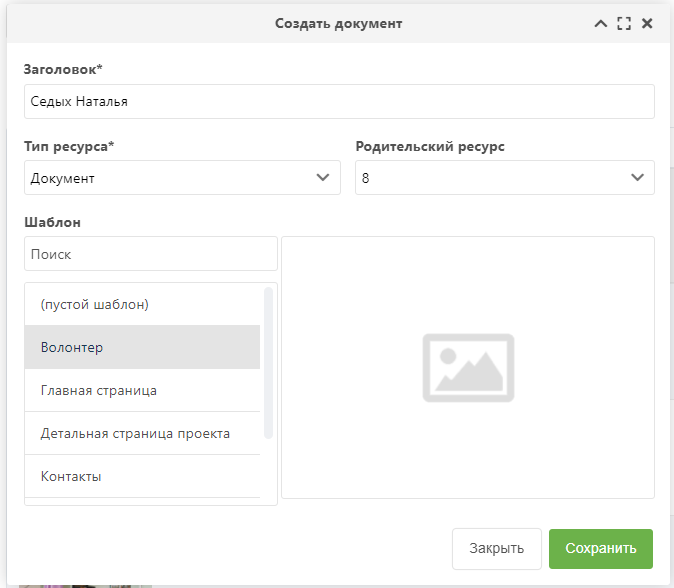 Создать документ
Заголовок*
Седых Наталья
Тип ресурса* Родительский ресурс
Документ 8
Шаблон
Поиск
(пустой шаблон)
Волонтер
Главная страница
Детальная страница проекта
Контакты
Закрыть Сохранить